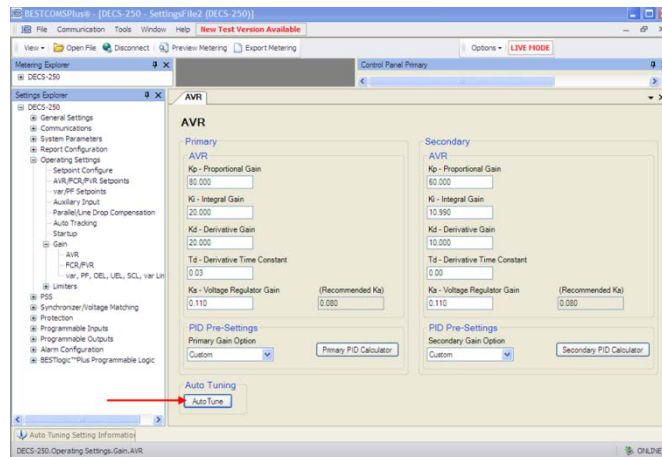 BESTCOMSPlus® - [DECS-250 - SettingsFile2 (DECS-250)]
File Communication Tools Window Help New Test Version Available
View Open File Disconnect Preview Metering Export Metering Options LIVE MODE
Metering Explorer
DECS-250
Control Panel Primary
Settings Explorer
DECS-250
General Settings
Communications
System Parameters
Report Configuration
Operating Settings
Setpoint Configure
AVR/FCR/FVR Setpoints
var/PF Setpoints
Auxiliary Input
Parallel/Line Drop Compensation
Auto Tracking
Startup
Gain
AVR
FCR/FVR
var, PF, OEL, UEL, SCL, var Lin
Limiters
PSS
Synchronizer/Voltage Matching
Protection
Programmable Inputs
Programmable Outputs
Alarm Configuration
BESTlogic™Plus Programmable Logic
AVR
AVR
Primary
AVR
Kp - Proportional Gain
80.000
Ki - Integral Gain
20.000
Kd - Derivative Gain
20.000
Td - Derivative Time Constant
0.03
Ka - Voltage Regulator Gain (Recommended Ka)
0.110 0.080
PID Pre-Settings
Primary Gain Option
Custom Primary PID Calculator
Secondary
AVR
Kp - Proportional Gain
60.000
Ki - Integral Gain
10.990
Kd - Derivative Gain
10.000
Td - Derivative Time Constant
0.00
Ka - Voltage Regulator Gain (Recommended Ka)
0.110 0.080
PID Pre-Settings
Secondary Gain Option
Custom Secondary PID Calculator
Auto Tuning
Auto Tune
Auto Tuning Setting Information
DECS-250.Operating Settings.Gain.AVR ONLINE